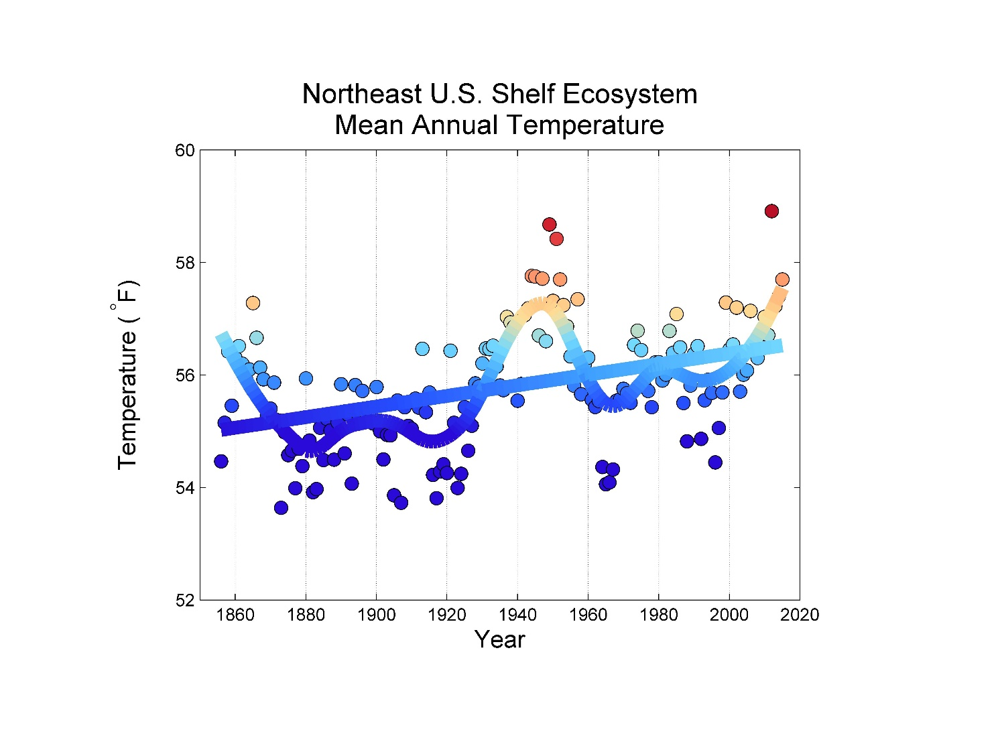 Northeast U.S. Shelf Ecosystem
Mean Annual Temperature
Temperature (°F)
60
58
56
54
52
1860 1880 1900 1920 1940 1960 1980 2000 2020
Year